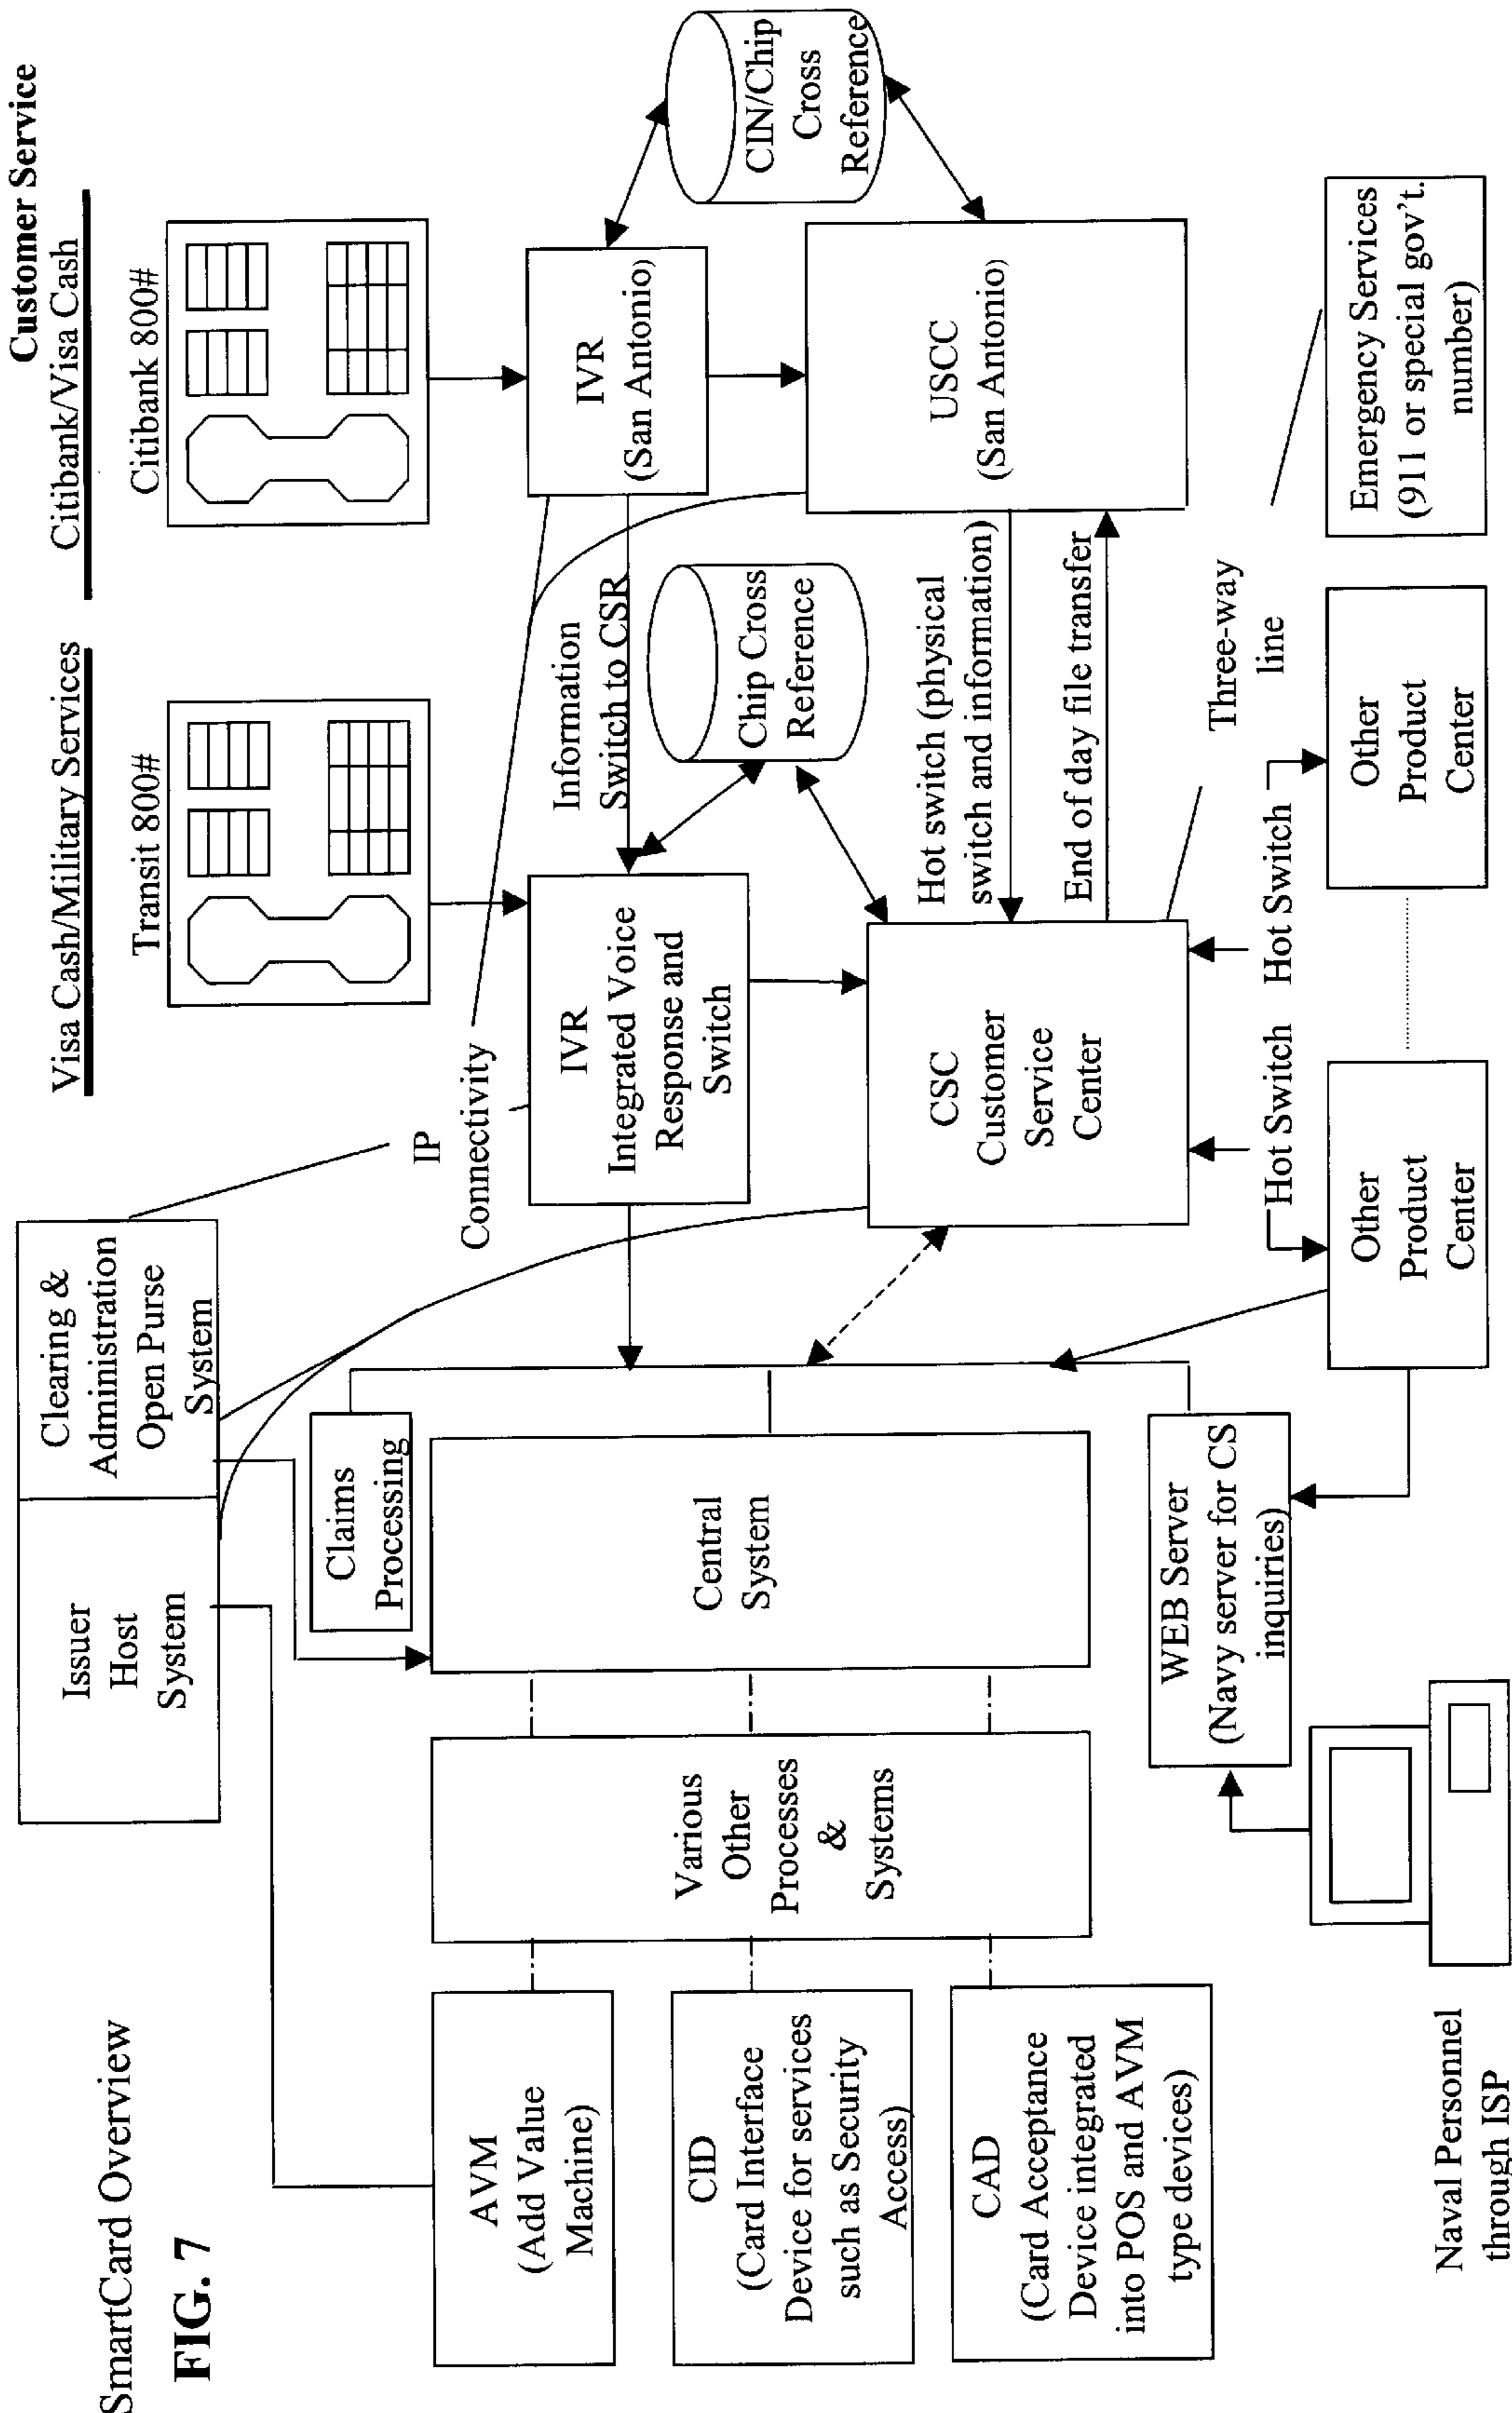 SmartCard Overview
FIG. 7
Customer Service
Visa Cash/Military Services
Citibank/Visa Cash
Transit 800#
Citibank 800#
Issuer
Host
System
Clearing &
Administration
Open Purse
System
IP
Connectivity
Claims
Processing
AVM
(Add Value
Machine)
CID
(Card Interface
Device for services
such as Security
Access)
CAD
(Card Acceptance
Device integrated
into POS and AVM
type devices)
Various
Other
Processes
&
Systems
Central
System
IVR
Integrated Voice
Response and
Switch
Information
Switch to CSR
IVR
(San Antonio)
Chip Cross
Reference
CIN/Chip
Cross
Reference
CSC
Customer
Service
Center
Hot switch (physical
switch and information)
End of day file transfer
USCC
(San Antonio)
WEB Server
(Navy server for CS
inquiries)
Hot Switch
Hot Switch
Three-way
line
Naval Personnel
through ISP
Other
Product
Center
Other
Product
Center
Emergency Services
(911 or special gov't.
number)